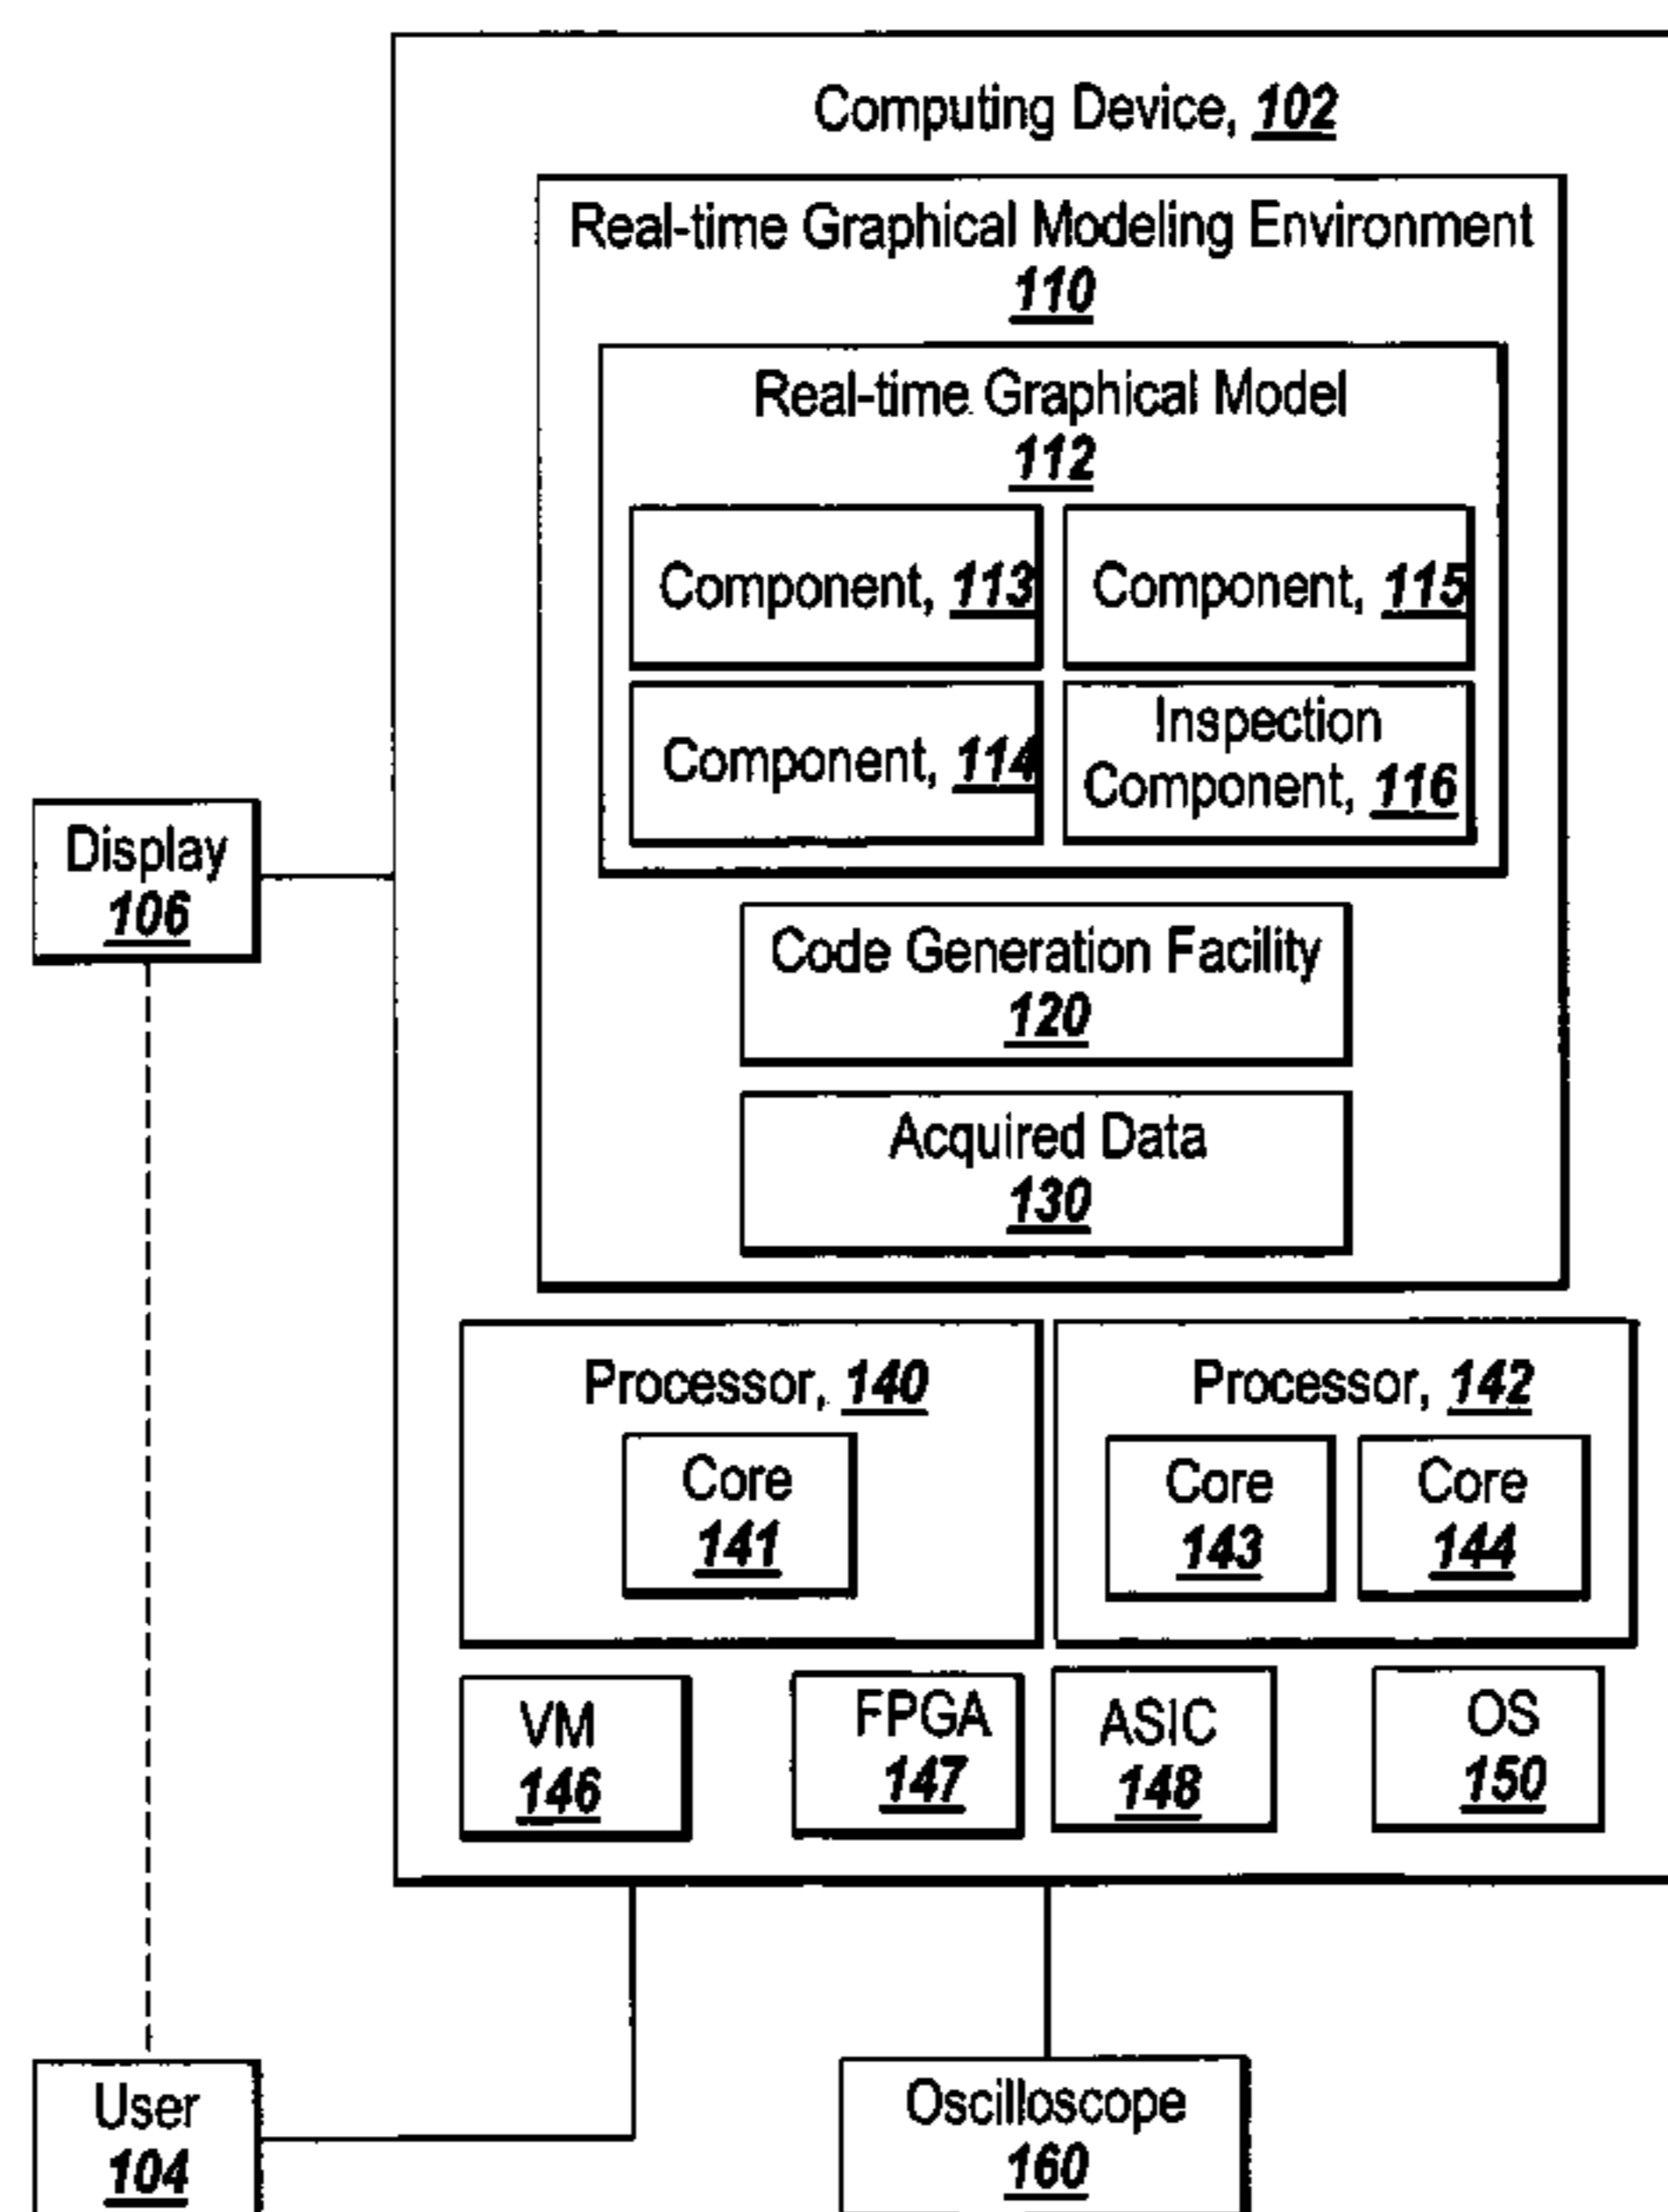 Computing Device, 102
Real-time Graphical Modeling Environment
110
Real-time Graphical Model
112
Component, 113
Component, 115
Component, 114
Inspection
Component, 116
Display
106
Code Generation Facility
120
Acquired Data
130
Processor, 140
Core
141
Processor, 142
Core
143
Core
144
VM
146
FPGA
147
ASIC
148
OS
150
User
104
Oscilloscope
160